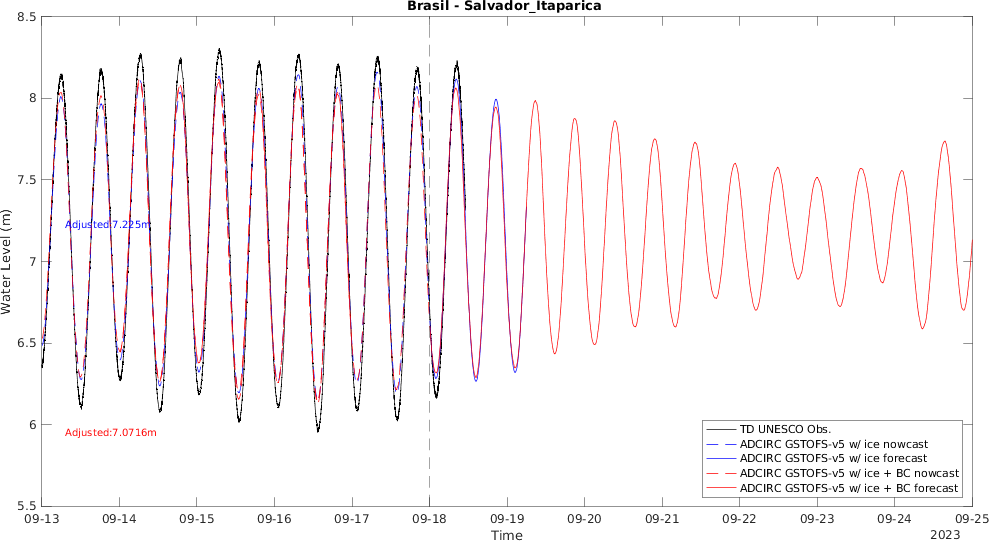 Brasil - Salvador_Itaparica
8.5
8
7.5
7
6.5
6
5.5
Water Level (m)
Adjusted:7.225m
Adjusted:7.0716m
TD UNESCO Obs.
ADCIRC GSTOFS-v5 w/ ice nowcast
ADCIRC GSTOFS-v5 w/ ice forecast
ADCIRC GSTOFS-v5 w/ ice + BC nowcast
ADCIRC GSTOFS-v5 w/ ice + BC forecast
09-13 09-14 09-15 09-16 09-17 09-18 09-19 09-20 09-21 09-22 09-23 09-24 09-25
Time
2023